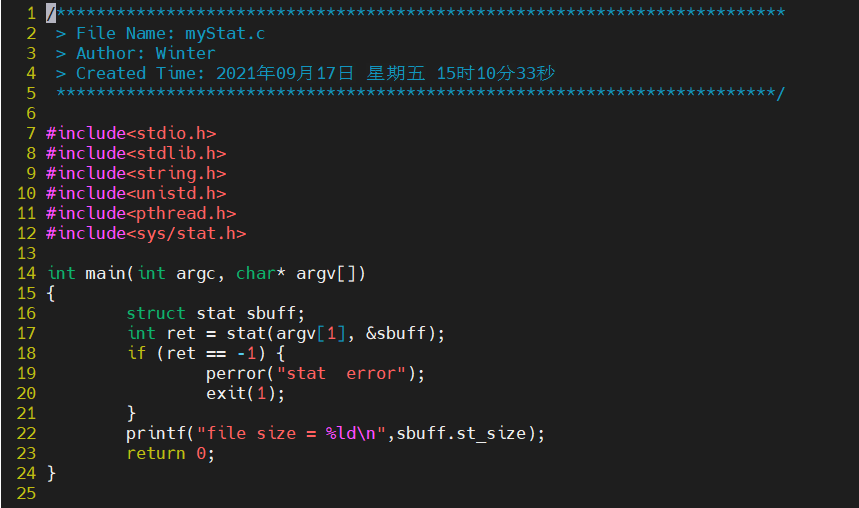 1 /*************************************************************************
2  > File Name: myStat.c
3  > Author: Winter
4  > Created Time: 2021年09月17日 星期五 15时10分33秒
5  ************************************************************************/
6
7 #include<stdio.h>
8 #include<stdlib.h>
9 #include<string.h>
10 #include<unistd.h>
11 #include<pthread.h>
12 #include<sys/stat.h>
13
14 int main(int argc, char* argv[])
15 {
16         struct stat sbuff;
17         int ret = stat(argv[1], &sbuff);
18         if (ret == -1) {
19                 perror("stat  error");
20                 exit(1);
21         }
22         printf("file size = %ld\n",sbuff.st_size);
23         return 0;
24 }
25